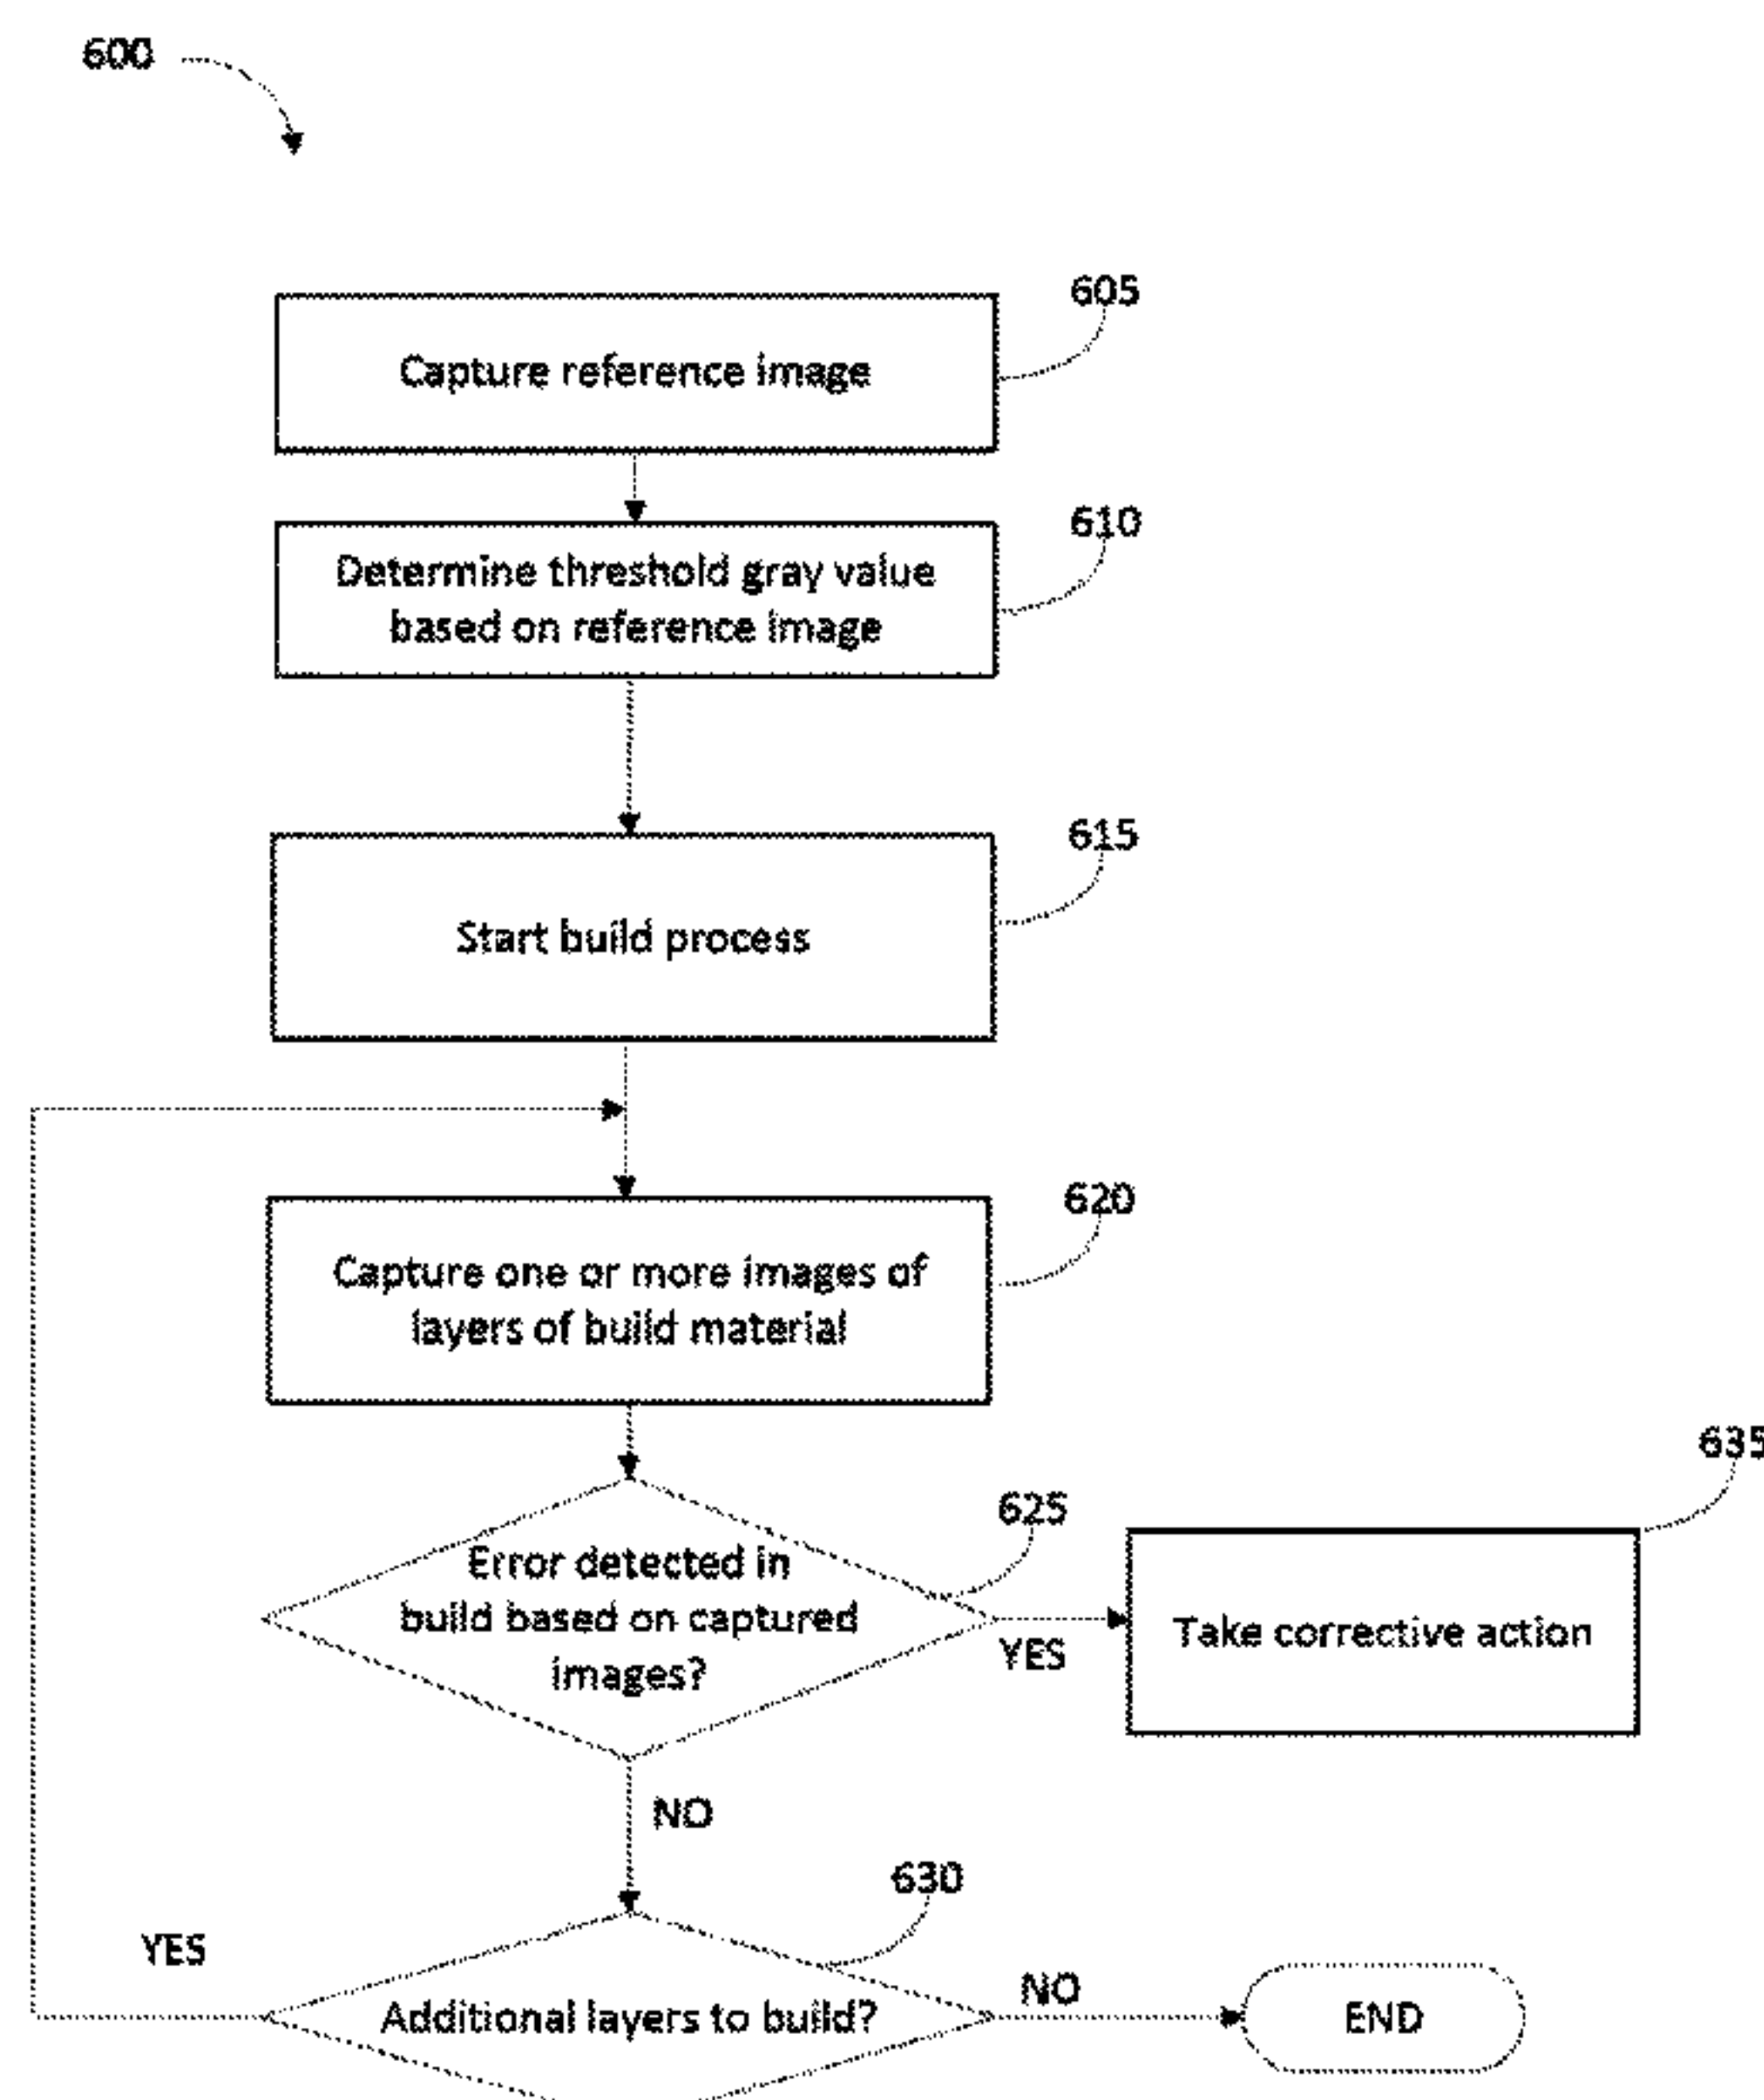 600
605
Capture reference image
610
Determine threshold gray value
based on reference image
615
Start build process
620
Capture one or more images of
layers of build material
635
625
Error detected in
build based on captured
images?
YES
Take corrective action
NO
630
YES
NO
Additional layers to build?
END